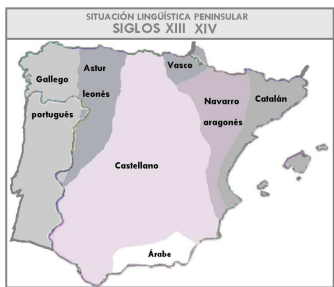 SITUACIÓN LINGÜÍSTICA PENINSULAR
SIGLOS XIII XIV
Gallego
portugués
Astur
leonés
Vasco
Navarro
aragonés
Catalán
Castellano
Árabe